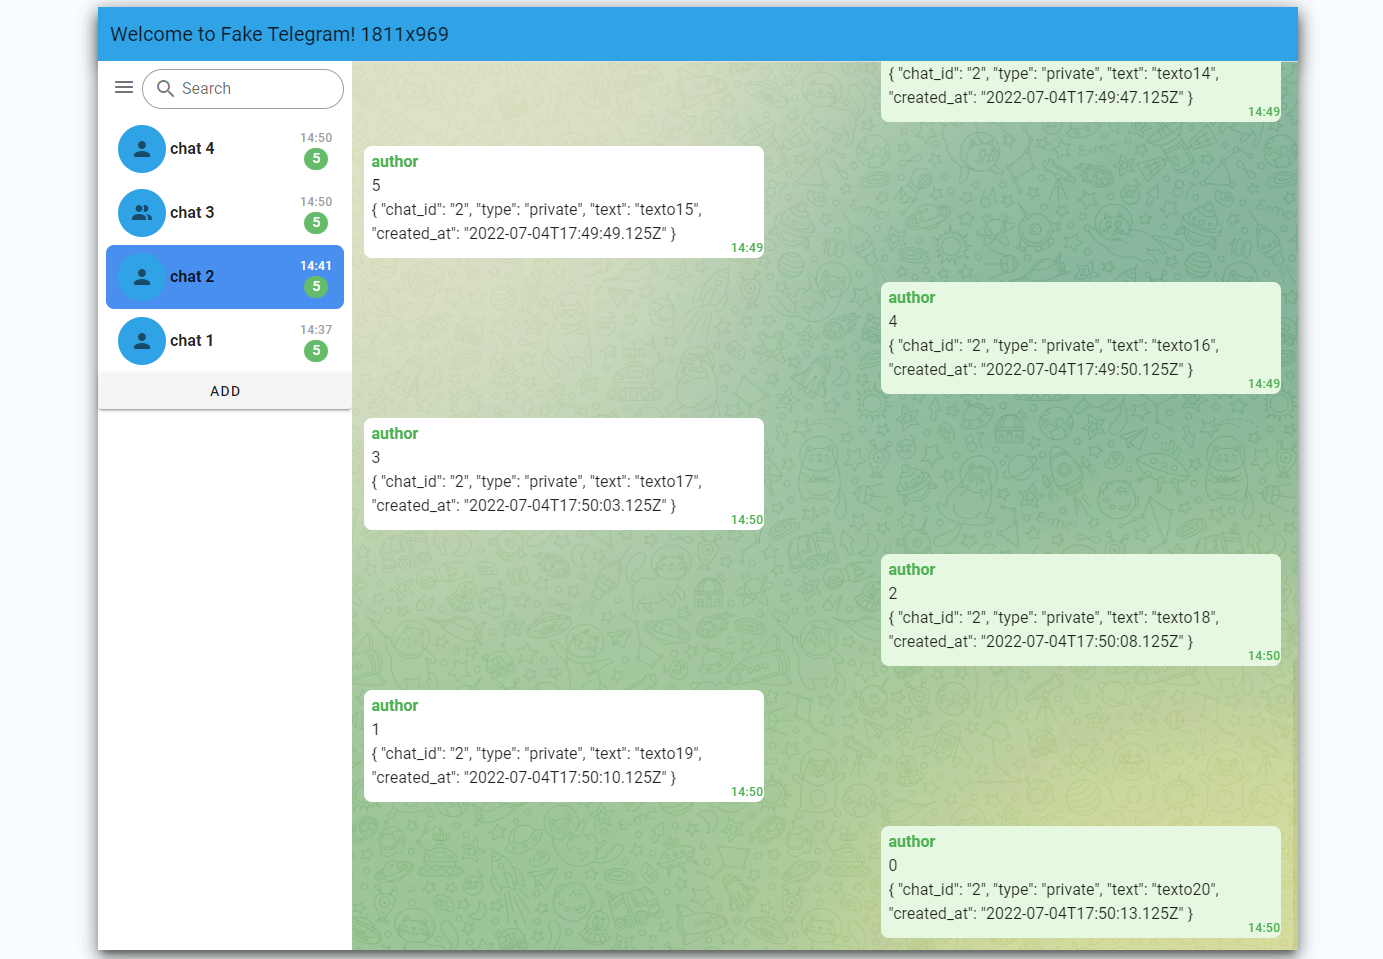 Welcome to Fake Telegram! 1811x969
Search
chat 4
14:50
5
chat 3
14:50
5
chat 2
14:41
5
chat 1
14:37
5
ADD
{ "chat_id": "2", "type": "private", "text": "texto14",
"created_at": "2022-07-04T17:49:47.125Z" }
14:49
author
5
{ "chat_id": "2", "type": "private", "text": "texto15",
"created_at": "2022-07-04T17:49:49.125Z" }
14:49
author
4
{ "chat_id": "2", "type": "private", "text": "texto16",
"created_at": "2022-07-04T17:49:50.125Z" }
14:49
author
3
{ "chat_id": "2", "type": "private", "text": "texto17",
"created_at": "2022-07-04T17:50:03.125Z" }
14:50
author
2
{ "chat_id": "2", "type": "private", "text": "texto18",
"created_at": "2022-07-04T17:50:08.125Z" }
14:50
author
1
{ "chat_id": "2", "type": "private", "text": "texto19",
"created_at": "2022-07-04T17:50:10.125Z" }
14:50
author
0
{ "chat_id": "2", "type": "private", "text": "texto20",
"created_at": "2022-07-04T17:50:13.125Z" }
14:50